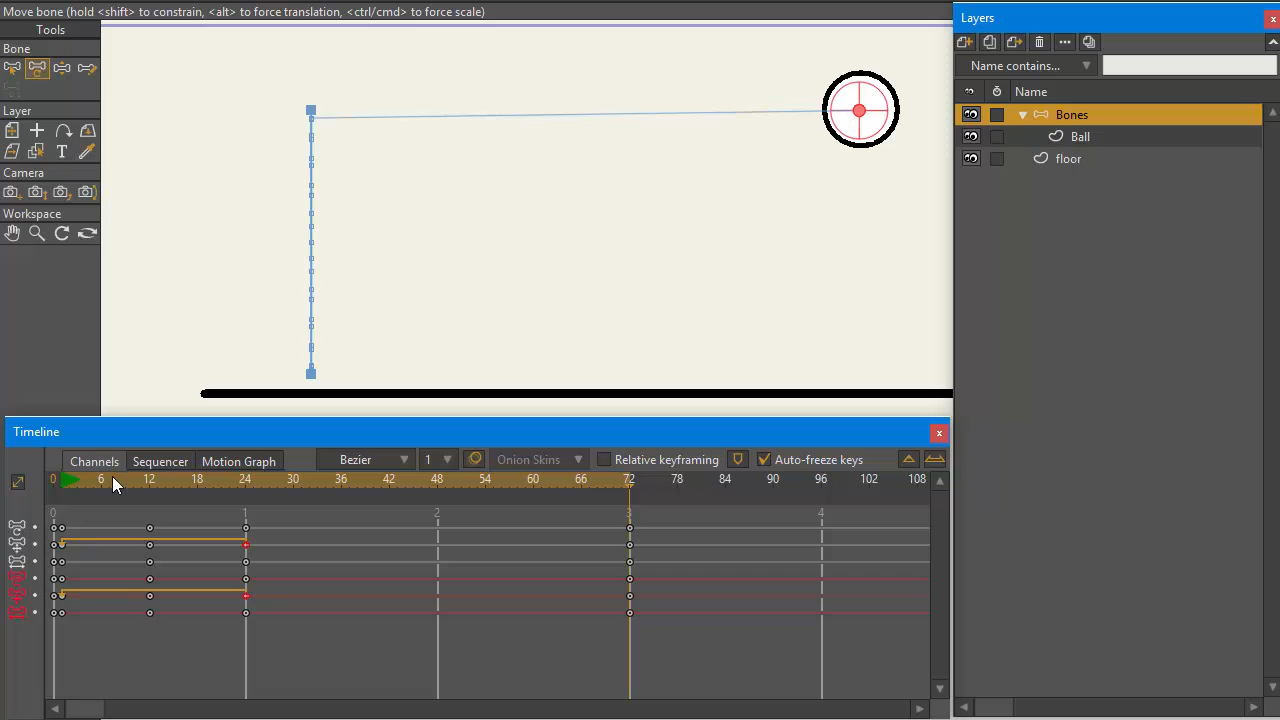 Move bone (hold <shift> to constrain, <alt> to force translation, <ctrl/cmd> to force scale)
Tools
Bone
Layer
T
Camera
Workspace
Layers
Name contains...
Name
Bones
Ball
floor
Timeline
Channels Sequencer Motion Graph Bezier 1 Onion Skins Relative keyframing Auto-freeze keys
0 6 12 18 24 30 36 42 48 54 60 66 72 78 84 90 96 102 108
0 1 2 3 4